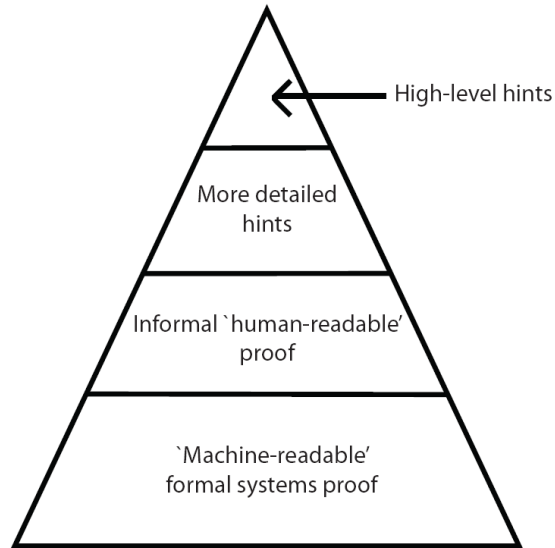 High-level hints
More detailed
hints
Informal `human-readable’
proof
`Machine-readable’
formal systems proof